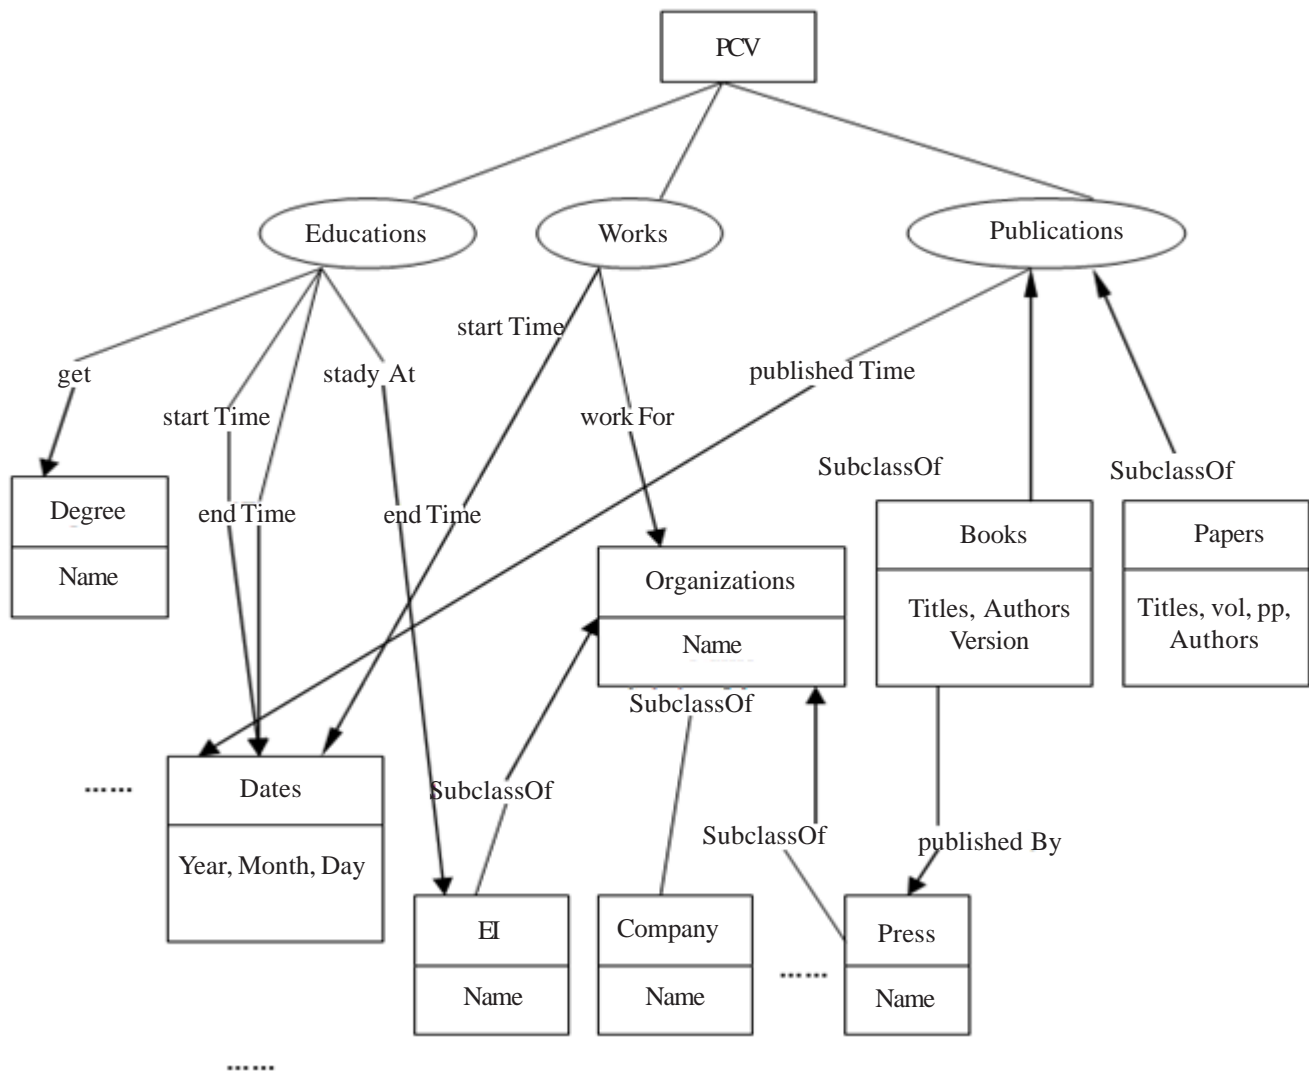 PCV
Educations
Works
Publications
start Time
get
stady At
published Time
start Time
work For
SubclassOf
SubclassOf
Degree
end Time
end Time
Books
Papers
Name
Organizations
Titles, Authors
Version
Titles, vol, pp,
Authors
Name
SubclassOf
......
Dates
SubclassOf
SubclassOf
published By
Year, Month, Day
EI
Company
Press
......
Name
Name
Name
......